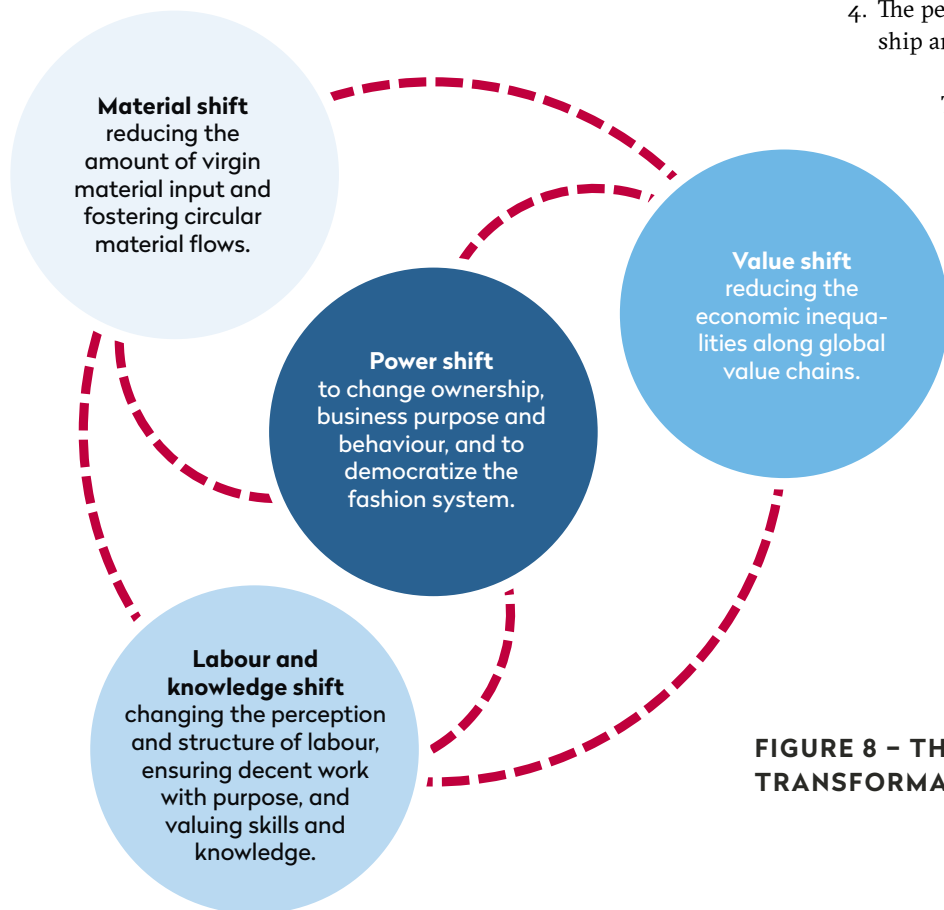 4. The pe
ship ar
Material shift
reducing the
amount of virgin
material input and
fostering circular
material flows.
Value shift
reducing the
economic inequa-
lities along global
value chains.
Power shift
to change ownership,
business purpose and
behaviour, and to
democratize the
fashion system.
Labour and
knowledge shift
changing the perception
and structure of labour,
ensuring decent work
with purpose, and
valuing skills and
knowledge.
FIGURE 8 – TH
TRANSFORMA